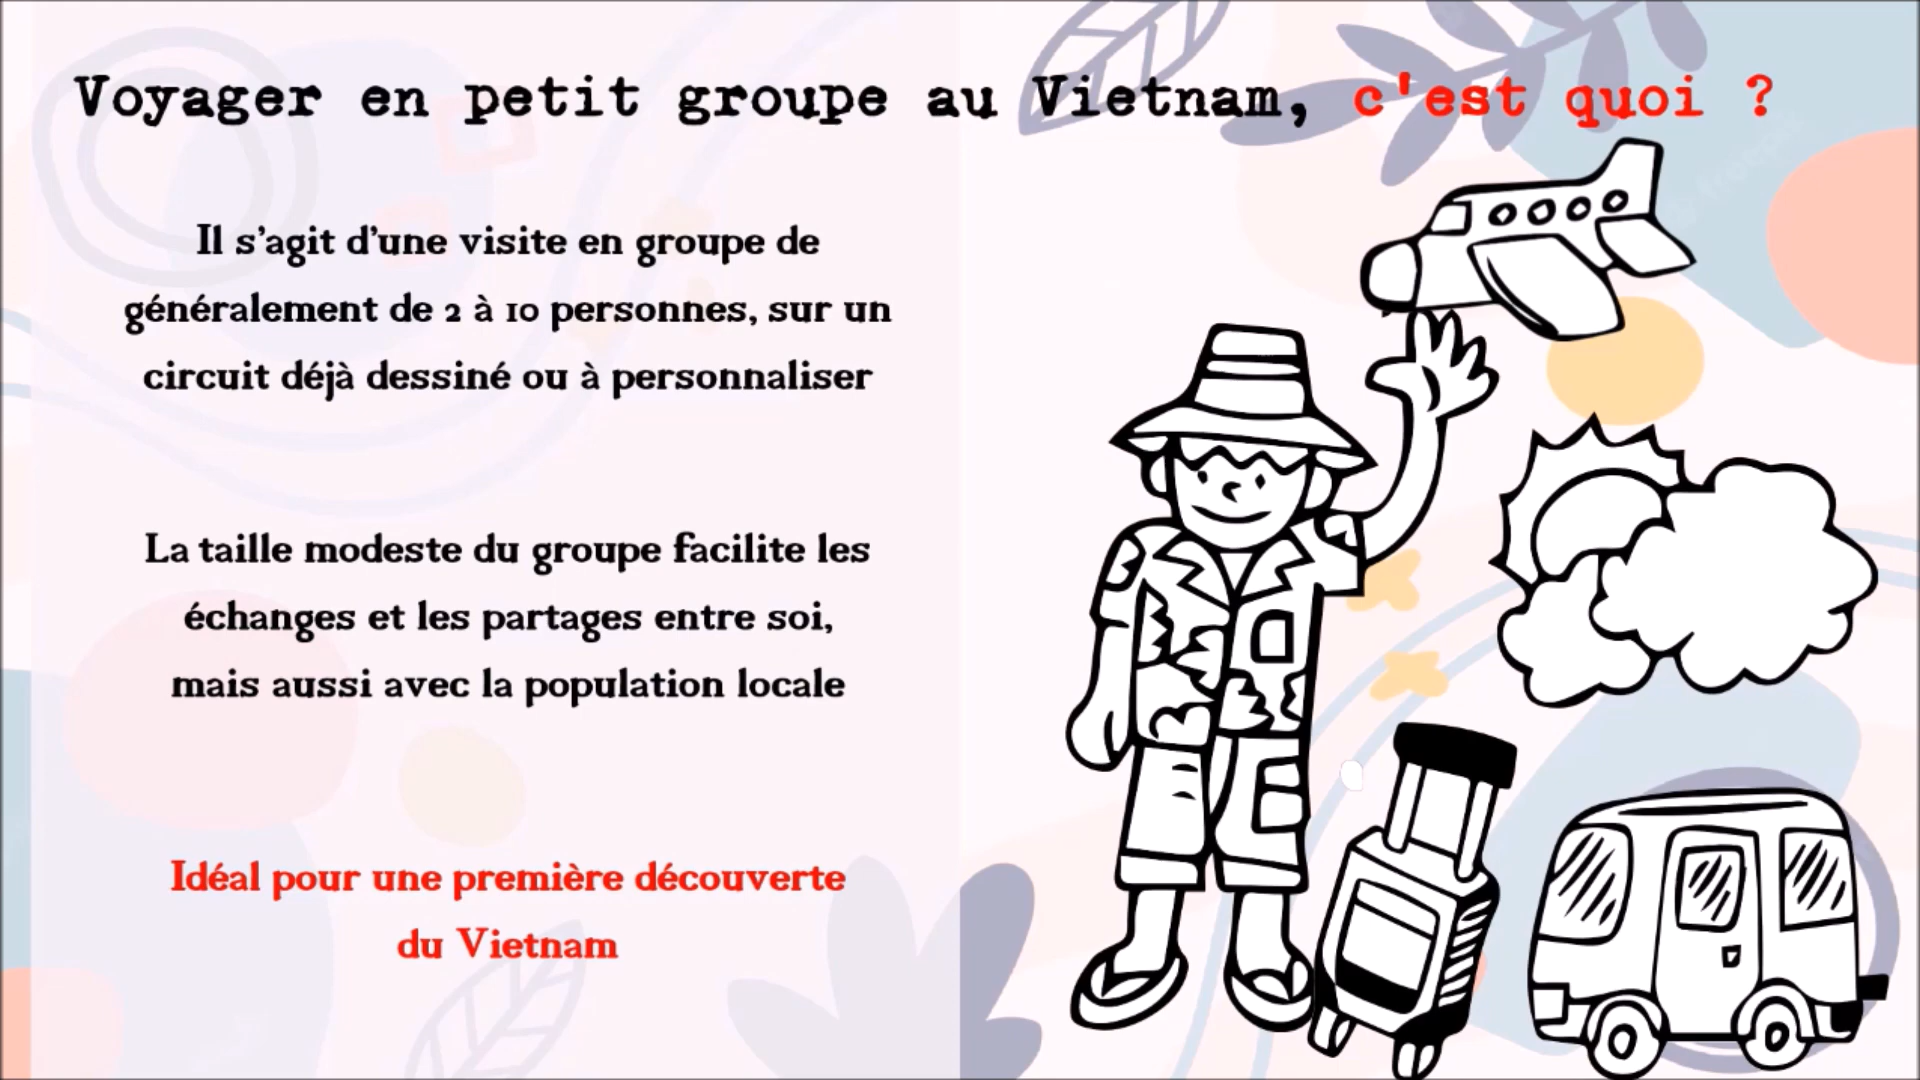 Voyager en petit groupe au Vietnam, c'est quoi ?
Il s’agit d’une visite en groupe de
généralement de 2 à 10 personnes, sur un
circuit déjà dessiné ou à personnaliser
La taille modeste du groupe facilite les
échanges et les partages entre soi,
mais aussi avec la population locale
Idéal pour une première découverte
du Vietnam